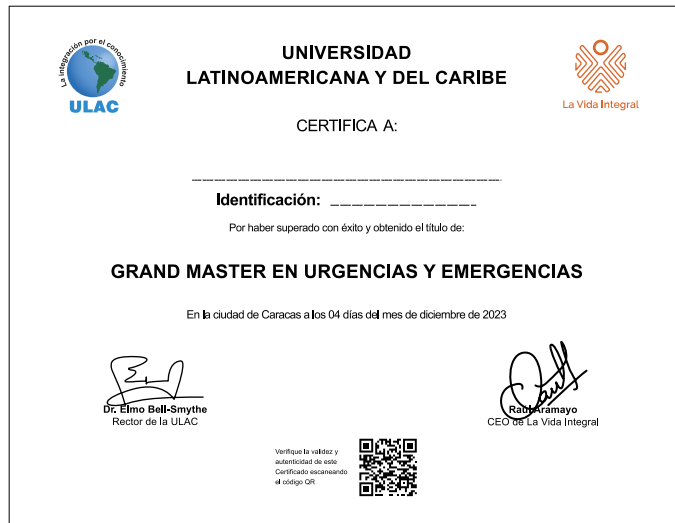 La integración por el conocimiento
ULAC
UNIVERSIDAD
LATINOAMERICANA Y DEL CARIBE
La Vida Integral
CERTIFICA A:
Identificación:
Por haber superado con éxito y obtenido el título de:
GRAND MASTER EN URGENCIAS Y EMERGENCIAS
En la ciudad de Caracas a los 04 días del mes de diciembre de 2023
Dr. Elmo Bell-Smythe
Rector de la ULAC
Raúl Aramayo
CEO de La Vida Integral
Verifique la validez y
autenticidad de este
Certificado escaneando
el código QR